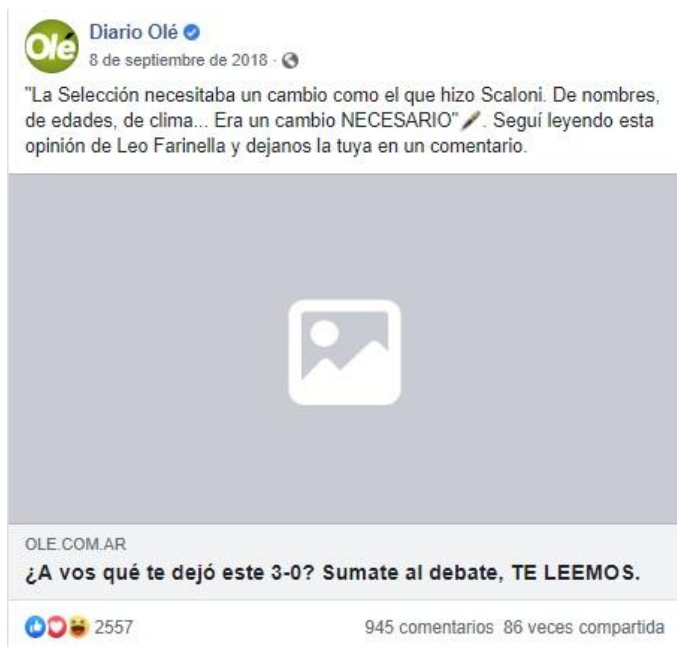 Olé
Diario Olé
8 de septiembre de 2018 ·
"La Selección necesitaba un cambio como el que hizo Scaloni. De nombres,
de edades, de clima... Era un cambio NECESARIO"🖋. Seguí leyendo esta
opinión de Leo Farinella y dejanos la tuya en un comentario.
OLE.COM.AR
¿A vos qué te dejó este 3-0? Sumate al debate, TE LEEMOS.
2557
945 comentarios 86 veces compartida